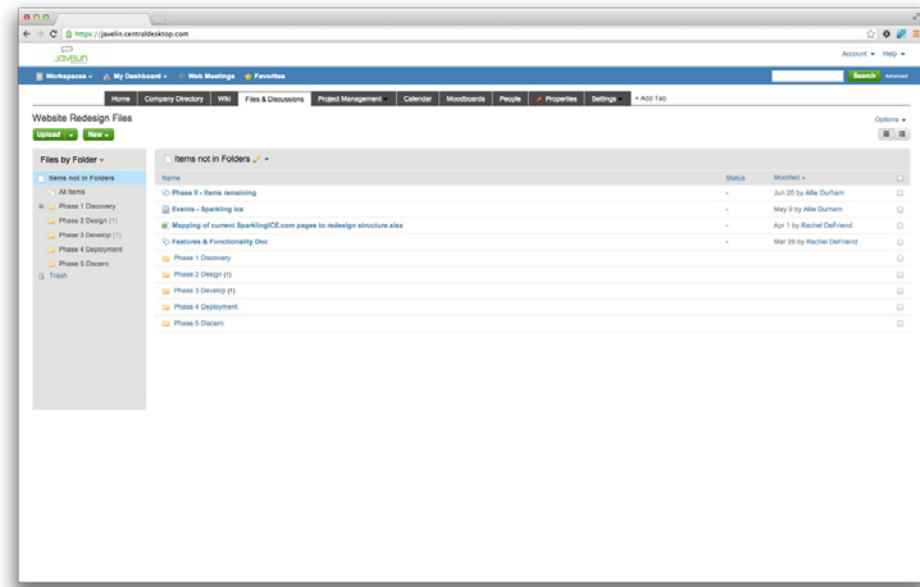 https://javelin.centraldesktop.com
JAVELIN
Account Help
Workspaces My Dashboard Web Meetings Favorites Search Advanced
Home Company Directory Wiki Files & Discussions Project Management Calendar Moodboards People Properties Settings + Add Tab
Website Redesign Files Options
Upload New
Files by Folder Items not in Folders
Items not in Folders Name Status Modified
All Items Phase II - Items remaining - Jun 20 by Allie Durham
Phase 1 Discovery Events - Sparkling Ice - May 9 by Allie Durham
Phase 2 Design (1) Mapping of current SparklingICE.com pages to redesign structure.xlsx - Apr 1 by Rachel DeFriend
Phase 3 Develop (1) Features & Functionality Doc - Mar 26 by Rachel DeFriend
Phase 4 Deployment Phase 1 Discovery
Phase 5 Discern Phase 2 Design (1)
Trash Phase 3 Develop (1)
Phase 4 Deployment
Phase 5 Discern